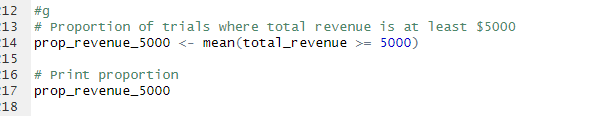 12 #g
13 # Proportion of trials where total revenue is at least $5000
14 prop_revenue_5000 <- mean(total_revenue >= 5000)
15
16 # Print proportion
17 prop_revenue_5000
18